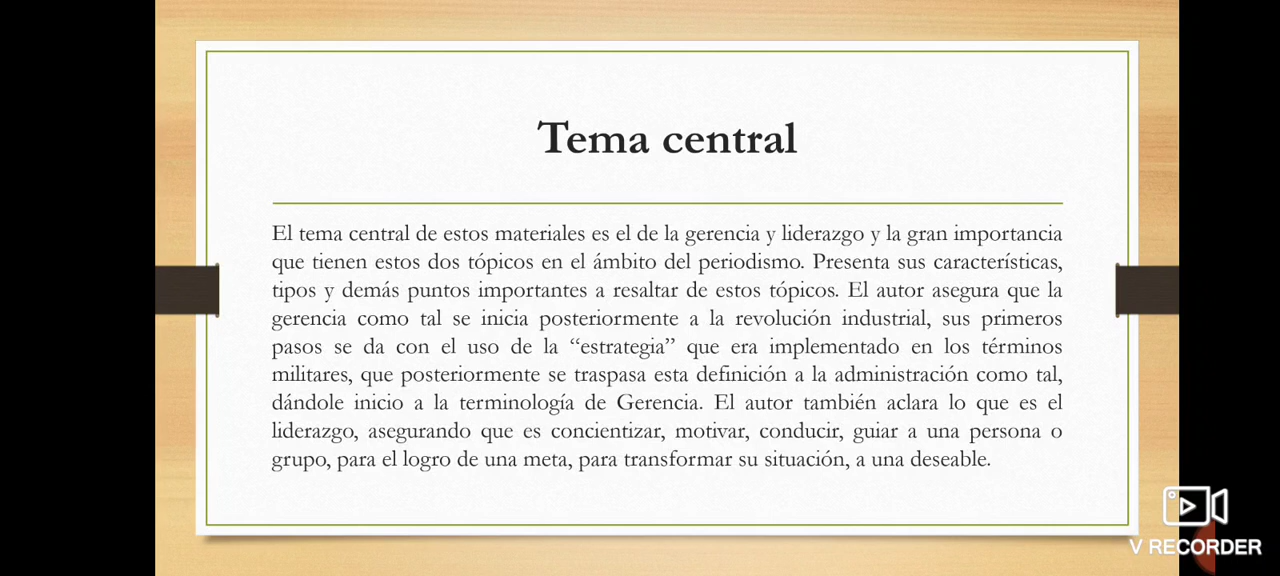 Tema central
El tema central de estos materiales es el de la gerencia y liderazgo y la gran importancia
que tienen estos dos tópicos en el ámbito del periodismo. Presenta sus características,
tipos y demás puntos importantes a resaltar de estos tópicos. El autor asegura que la
gerencia como tal se inicia posteriormente a la revolución industrial, sus primeros
pasos se da con el uso de la “estrategia” que era implementado en los términos
militares, que posteriormente se traspasa esta definición a la administración como tal,
dándole inicio a la terminología de Gerencia. El autor también aclara lo que es el
liderazgo, asegurando que es concientizar, motivar, conducir, guiar a una persona o
grupo, para el logro de una meta, para transformar su situación, a una deseable.
V RECORDER